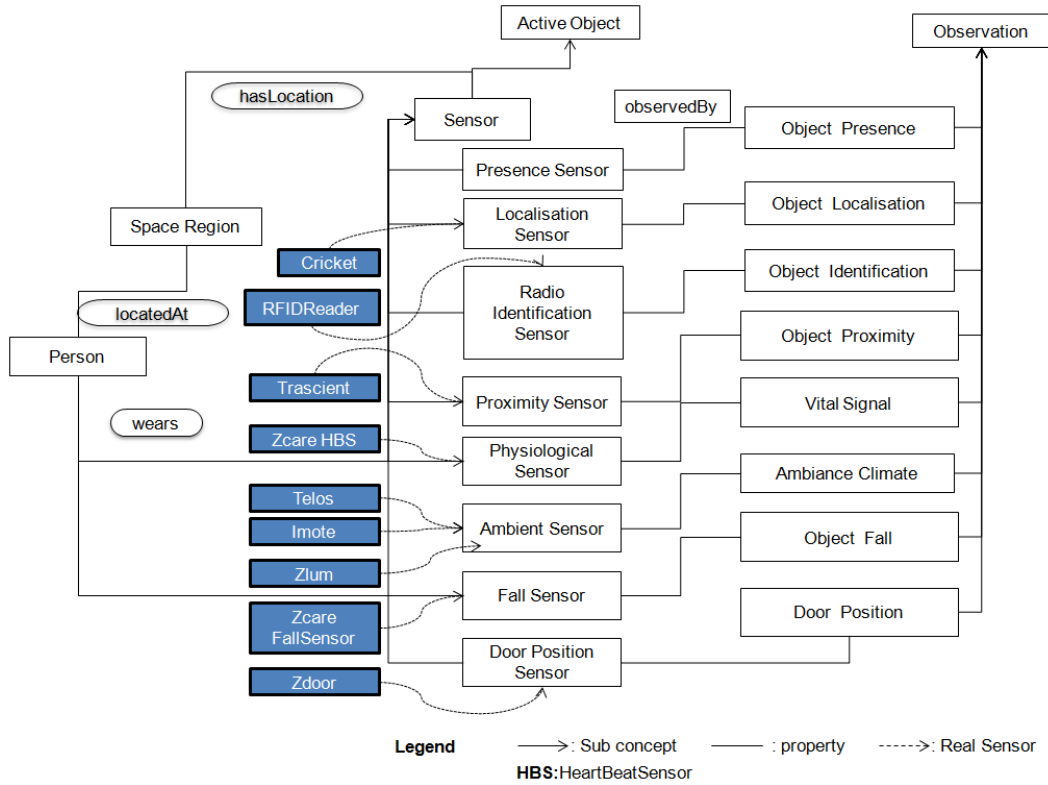 Active Object
Observation
hasLocation
observedBy
Sensor
Object Presence
Presence Sensor
Object Localisation
Localisation
Sensor
Space Region
Cricket
Object Identification
RFIDReader
Radio
Identification
Sensor
locatedAt
Object Proximity
Person
Trascient
Proximity Sensor
Vital Signal
wears
Zcare HBS
Physiological
Sensor
Ambiance Climate
Telos
Imote
Ambient Sensor
Object Fall
Zlum
Fall Sensor
Zcare
FallSensor
Door Position
Door Position
Sensor
Zdoor
Legend
: Sub concept
: property
: Real Sensor
HBS:HeartBeatSensor